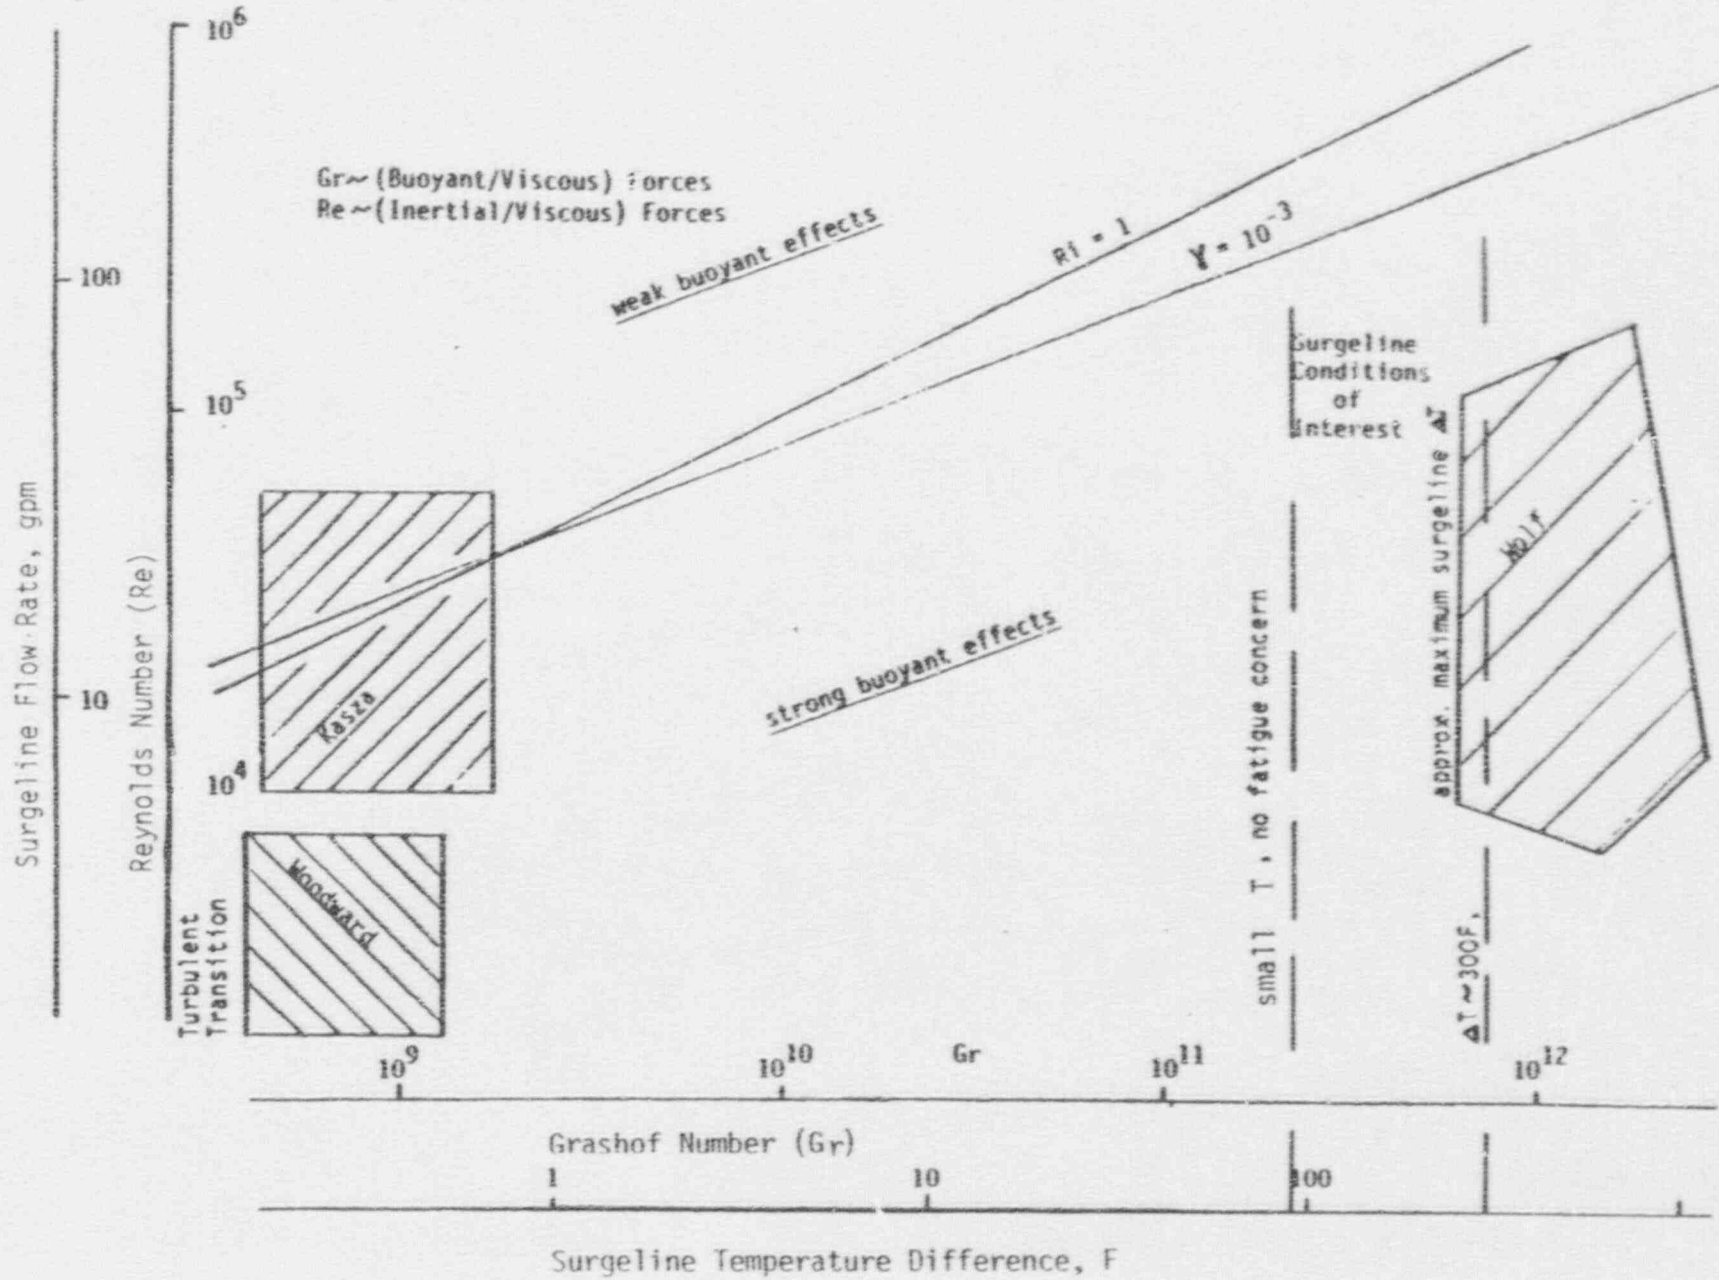 10^6
Gr~(Buoyant/Viscous) Forces
Re~(Inertial/Viscous) Forces
weak buoyant effects
Ri = 1
γ = 10^-3
100
Surgeline
Conditions
of
Interest
10^5
Surgeline Flow Rate, gpm
Reynolds Number (Re)
10
10^4
Kasza
Woodward
Wolf
strong buoyant effects
small T, no fatigue concern
approx. maximum surgeline ΔT
ΔT~300F,
Turbulent
Transition
10^9
10^10
Gr
10^11
10^12
Grashof Number (Gr)
1
10
100
Surgeline Temperature Difference, F